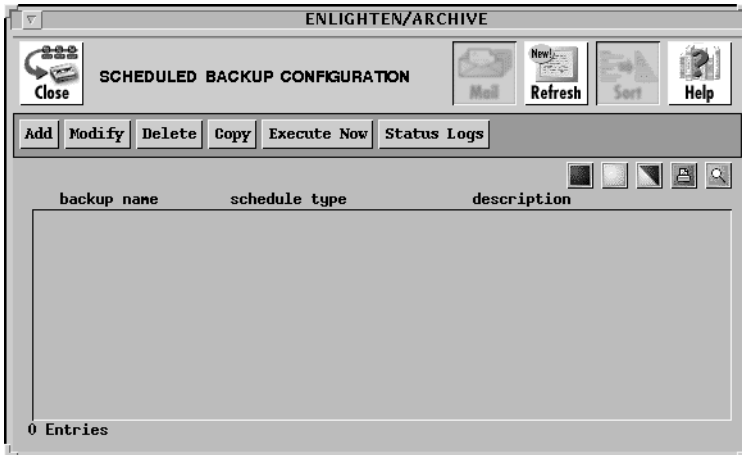 ENLIGHTEN/ARCHIVE
Close
SCHEDULED BACKUP CONFIGURATION
Mail
New!
Refresh
Sort
Help
Add Modify Delete Copy Execute Now Status Logs
backup name schedule type description
0 Entries